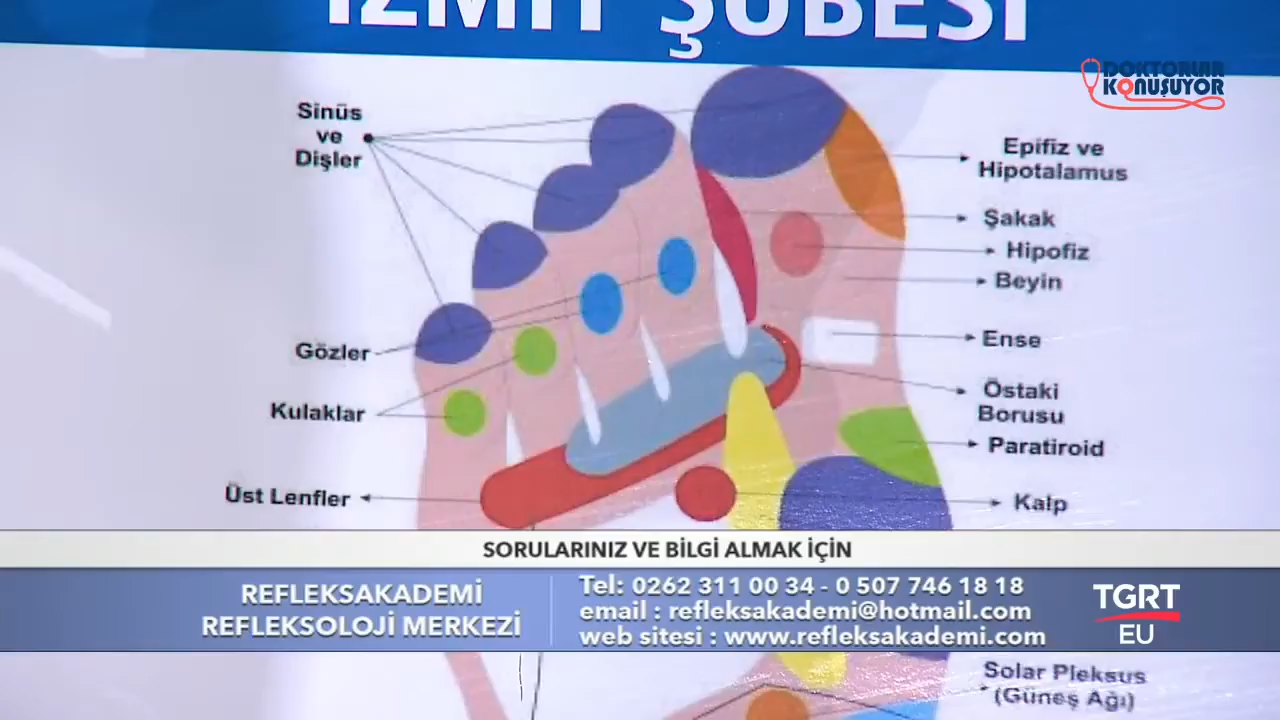 İZMİT ŞUBESİ
DOKTORLAR
KONUŞUYOR
Sinüs
ve
Dişler
Epifiz ve
Hipotalamus
Şakak
Hipofiz
Beyin
Gözler
Ense
Kulaklar
Östaki
Borusu
Paratiroid
Üst Lenfler
Kalp
SORULARINIZ VE BİLGİ ALMAK İÇİN
REFLEKSAKADEMİ
REFLEKSOLOJİ MERKEZİ
Tel: 0262 311 00 34 - 0 507 746 18 18
email : refleksakademi@hotmail.com
web sitesi : www.refleksakademi.com
TGRT
EU
Solar Pleksus
(Güneş Ağı)